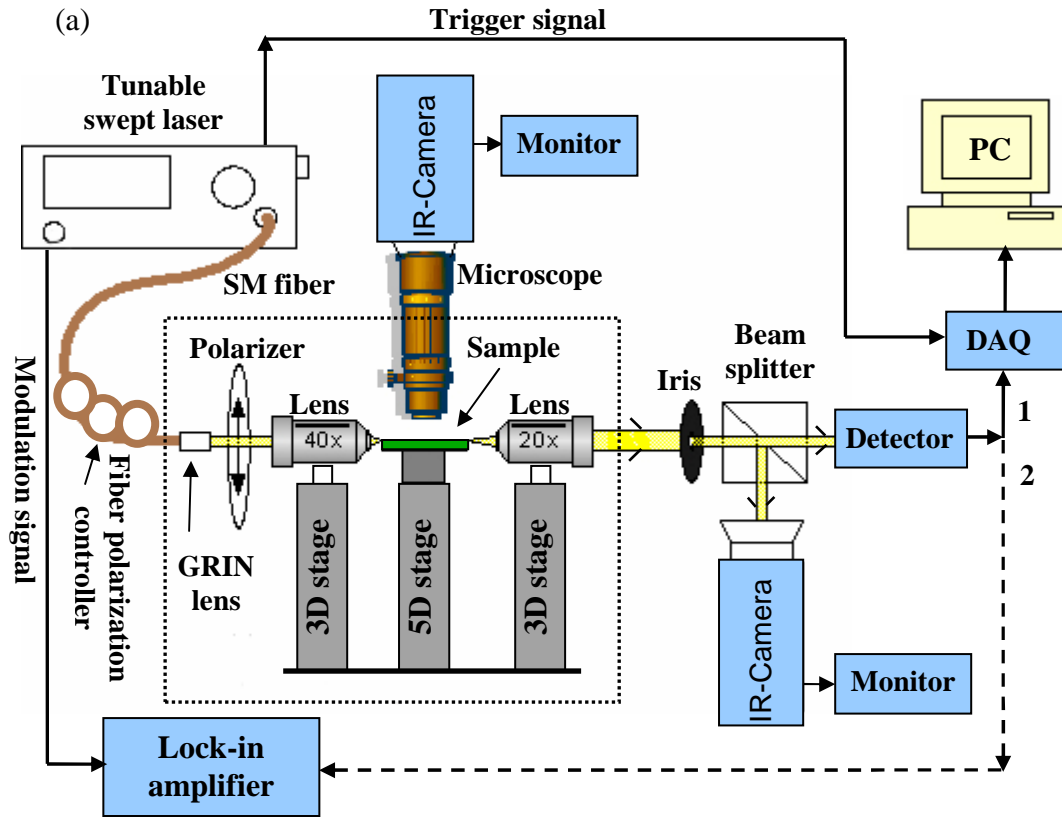 (a)
Trigger signal
Tunable
swept laser
IR-Camera
Monitor
PC
SM fiber
Microscope
Polarizer
Sample
Beam
splitter
DAQ
Iris
Lens
Lens
40x
20x
Detector
1
2
Modulation signal
Fiber polarization
controller
GRIN
lens
3D stage
5D stage
3D stage
IR-Camera
Monitor
Lock-in
amplifier